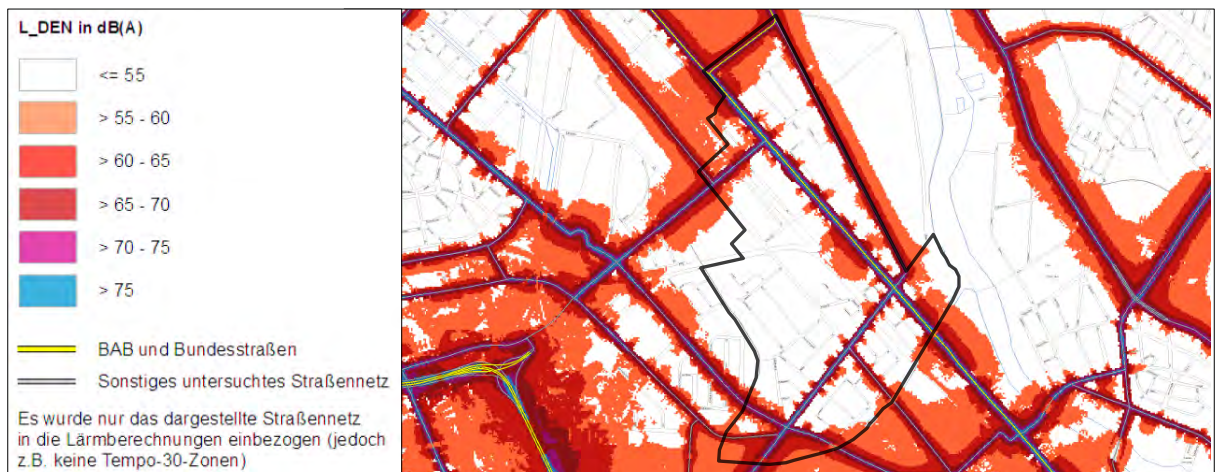 L_DEN in dB(A)
<= 55
> 55 - 60
> 60 - 65
> 65 - 70
> 70 - 75
> 75
BAB und Bundesstraßen
Sonstiges untersuchtes Straßennetz
Es wurde nur das dargestellte Straßennetz
in die Lärmberechnungen einbezogen (jedoch
z.B. keine Tempo-30-Zonen)